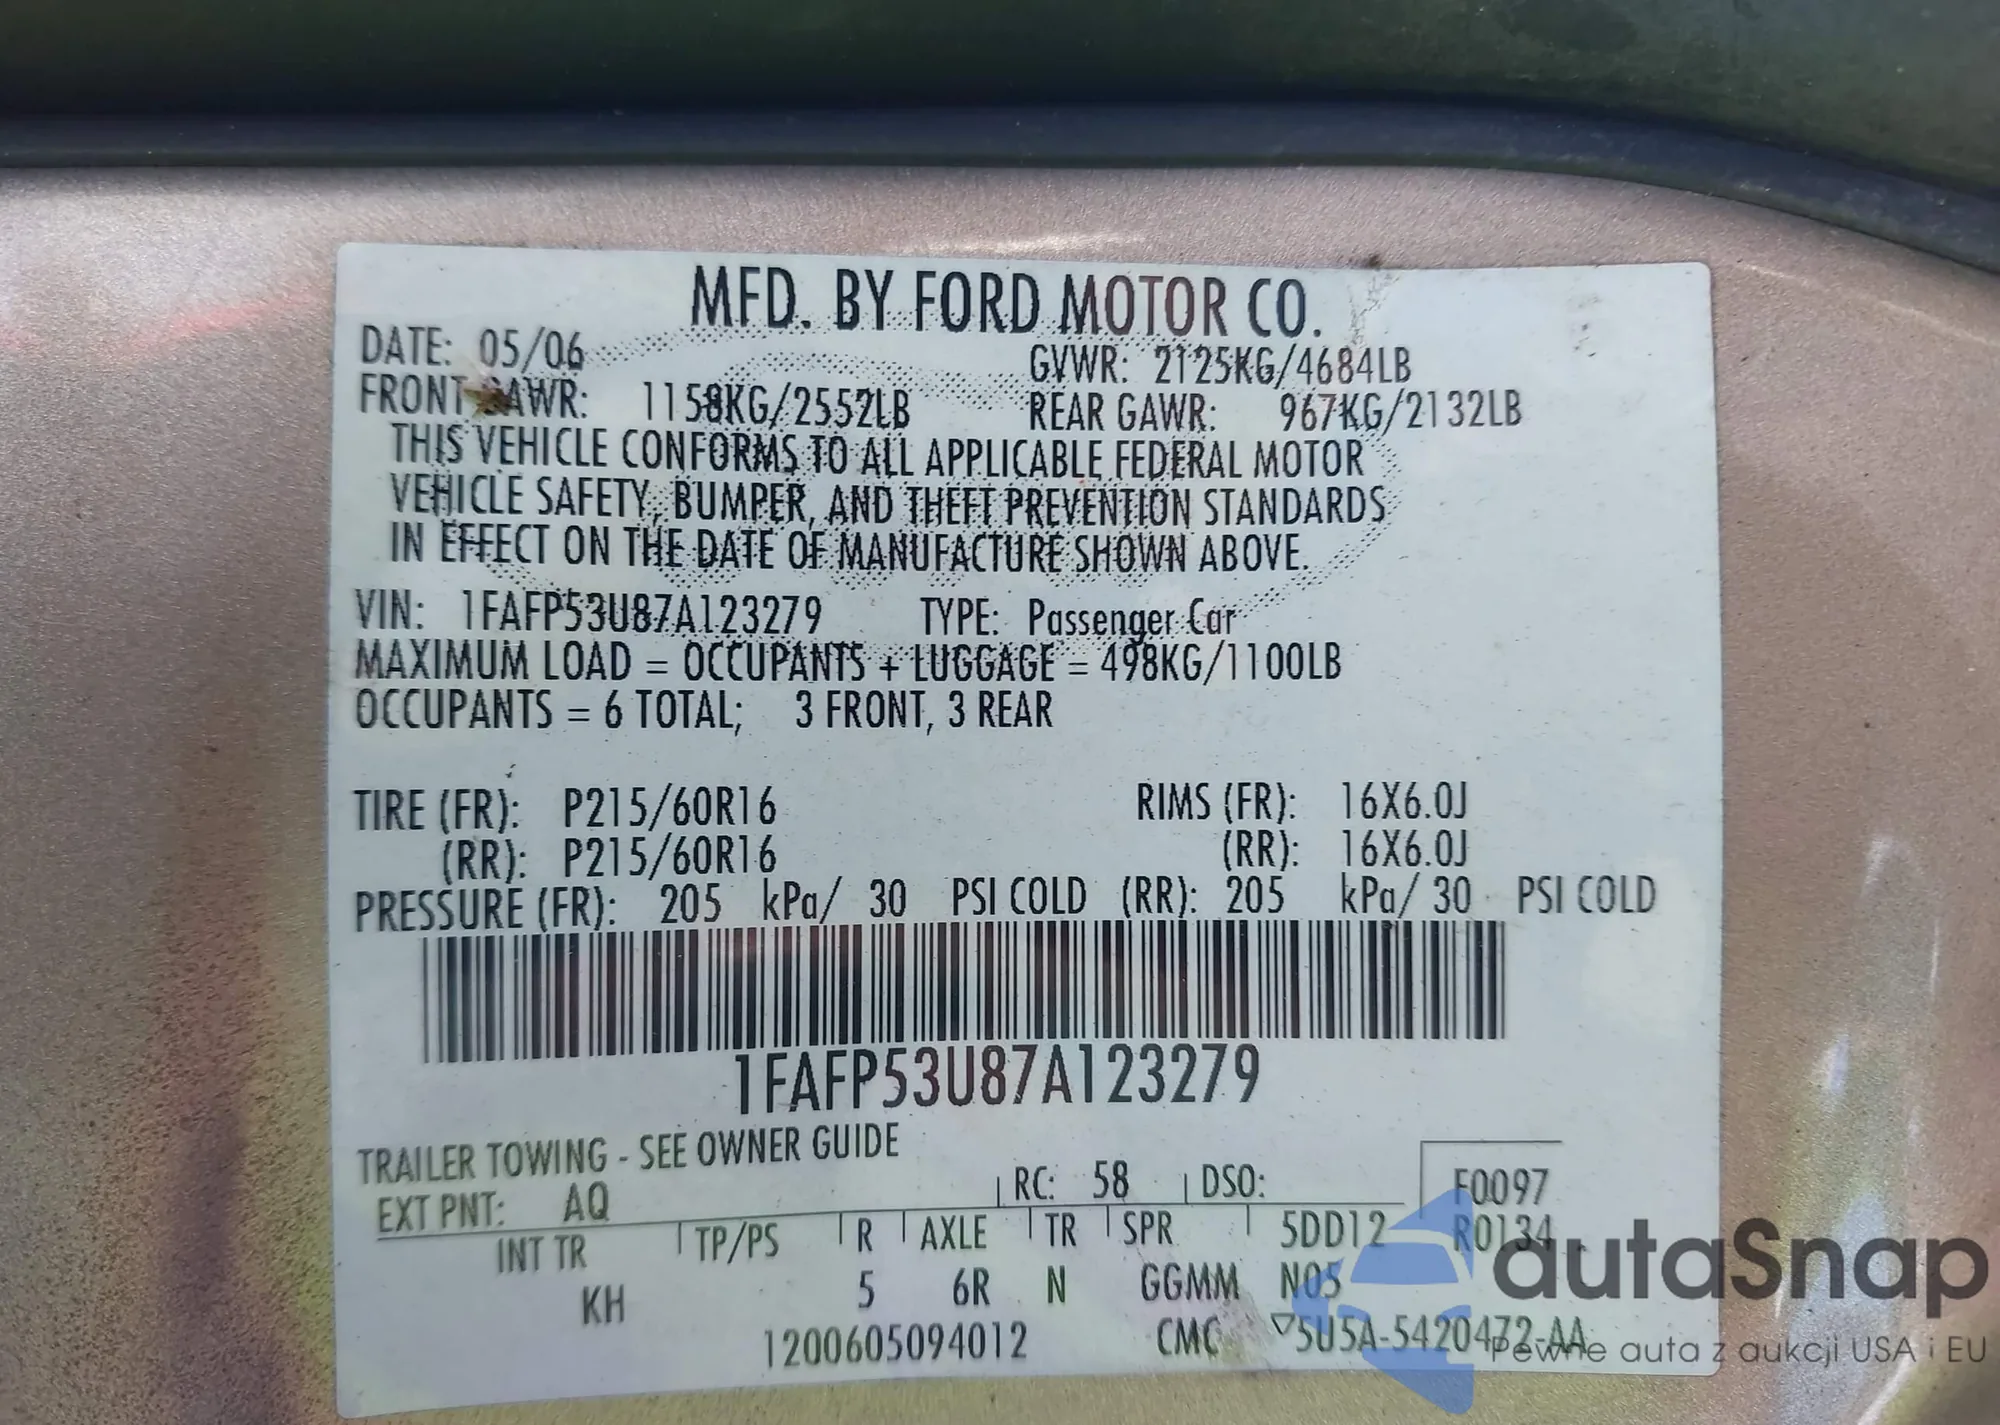 MFD. BY FORD MOTOR CO.
DATE: 05/06 GVWR: 2125KG/4684LB
FRONT GAWR: 1158KG/2552LB REAR GAWR: 967KG/2132LB
THIS VEHICLE CONFORMS TO ALL APPLICABLE FEDERAL MOTOR
VEHICLE SAFETY, BUMPER, AND THEFT PREVENTION STANDARDS
IN EFFECT ON THE DATE OF MANUFACTURE SHOWN ABOVE.
VIN: 1FAFP53U87A123279 TYPE: Passenger Car
MAXIMUM LOAD = OCCUPANTS + LUGGAGE = 498KG/1100LB
OCCUPANTS = 6 TOTAL; 3 FRONT, 3 REAR
TIRE (FR): P215/60R16 RIMS (FR): 16X6.0J
(RR): P215/60R16 (RR): 16X6.0J
PRESSURE (FR): 205 kPa/ 30 PSI COLD (RR): 205 kPa/ 30 PSI COLD
1FAFP53U87A123279
TRAILER TOWING - SEE OWNER GUIDE
EXT PNT: AQ RC: 58 DSO: F0097
INT TR TP/PS R AXLE TR SPR 5DD12 R0134
KH 5 6R N GGMM N05
1200605094012 CMC ▽5U5A-5420472-AA
autaSnap
Pewne auta z aukcji USA i EU